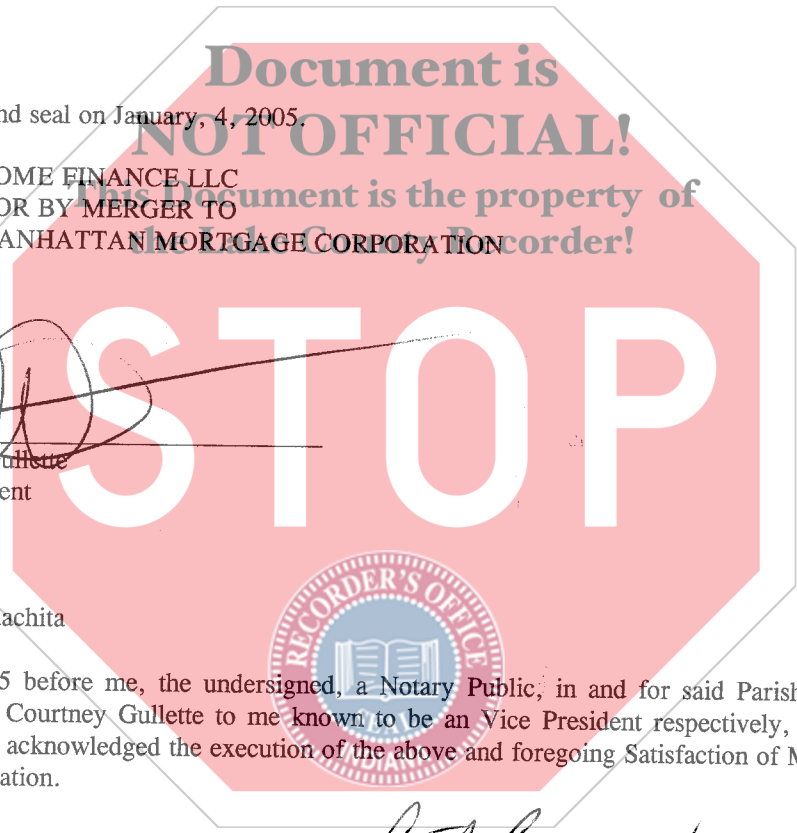 Document is
nd seal on January, 4, 2005.
NOT OFFICIAL!
OME FINANCE LLC
This Document is the property of
OR BY MERGER TO
ANHATTAN MORTGAGE CORPORATION
the Lake County Recorder!
STOP
ullette
ent
RECORDER'S OFFICE
achita
5 before me, the undersigned, a Notary Public, in and for said Parish
Courtney Gullette to me known to be an Vice President respectively,
SEAL
acknowledged the execution of the above and foregoing Satisfaction of M
INDIANA
ation.